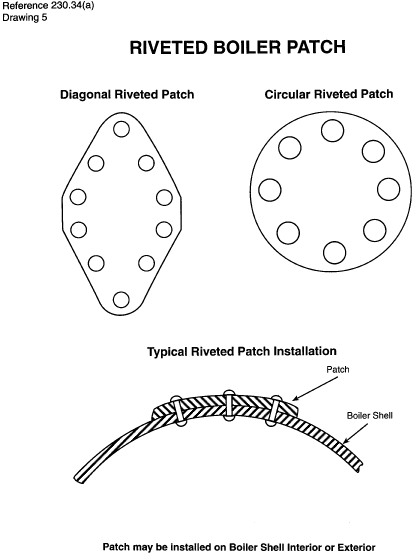 Reference 230.34(a)
Drawing 5
RIVETED BOILER PATCH
Diagonal Riveted Patch
Circular Riveted Patch
Typical Riveted Patch Installation
Patch
Boiler Shell
Patch may be installed on Boiler Shell Interior or Exterior